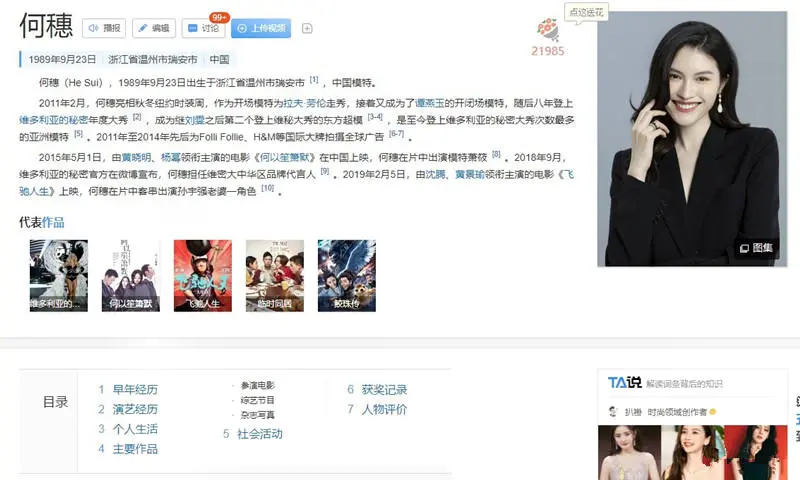 何穗
播报
编辑
讨论
99+
上传视频
点这送花
21985
1989年9月23日
浙江省温州市瑞安市
中国
何穗（He Sui），1989年9月23日出生于浙江省温州市瑞安市 [1] ，中国模特。
2011年2月，何穗亮相秋冬纽约时装周，作为开场模特为拉夫·劳伦走秀，接着又成为了谭燕玉的开闭场模特，随后八年登上
维多利亚的秘密年度大秀 [2] ，成为继刘雯之后第二个登上维秘大秀的东方超模 [3-4] ，是至今登上维多利亚的秘密大秀次数最多
的亚洲模特 [5] 。2011年至2014年先后为Folli Follie、H&M等国际大牌拍摄全球广告 [6-7] 。
2015年5月1日，由黄晓明、杨幂领衔主演的电影《何以笙箫默》在中国上映，何穗在片中出演模特萧筱 [8] 。2018年9月，
维多利亚的秘密官方在微博宣布，何穗担任维密大中华区品牌代言人 [9] 。2019年2月5日，由沈腾、黄景瑜领衔主演的电影《飞
驰人生》上映，何穗在片中客串出演孙宇强老婆一角色 [10] 。
图集
代表作品
维多利亚的...
何以笙箫默
飞驰人生
临时同居
鲛珠传
目录
1 早年经历
2 演艺经历
3 个人生活
4 主要作品
· 参演电影
· 综艺节目
· 杂志写真
5 社会活动
6 获奖记录
7 人物评价
TA说 解读词条背后的知识
扒褂 时尚领域创作者